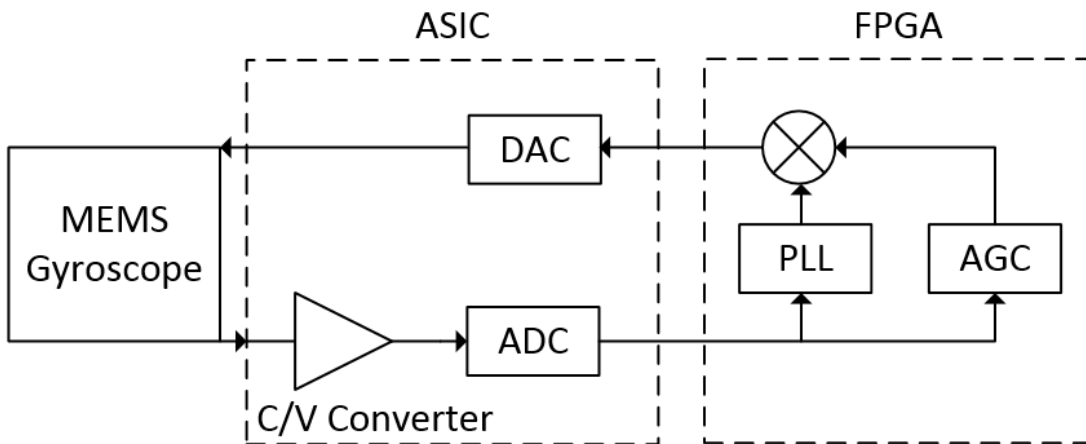 ASIC
FPGA
DAC
MEMS
Gyroscope
PLL
AGC
ADC
C/V Converter